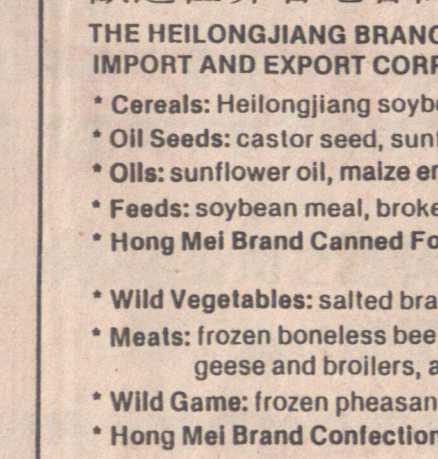 THE HEILONGJIANG BRANC
IMPORT AND EXPORT CORP
* Cereals: Heilongjiang soybe
* Oil Seeds: castor seed, sunf
* Oils: sunflower oil, maize
* Feeds: soybean meal, broke
* Hong Mei Brand Canned Fo
* Wild Vegetables: salted bra
* Meats: frozen boneless bee
geese and broilers, a
* Wild Game: frozen pheasan
* Hong Mei Brand Confection